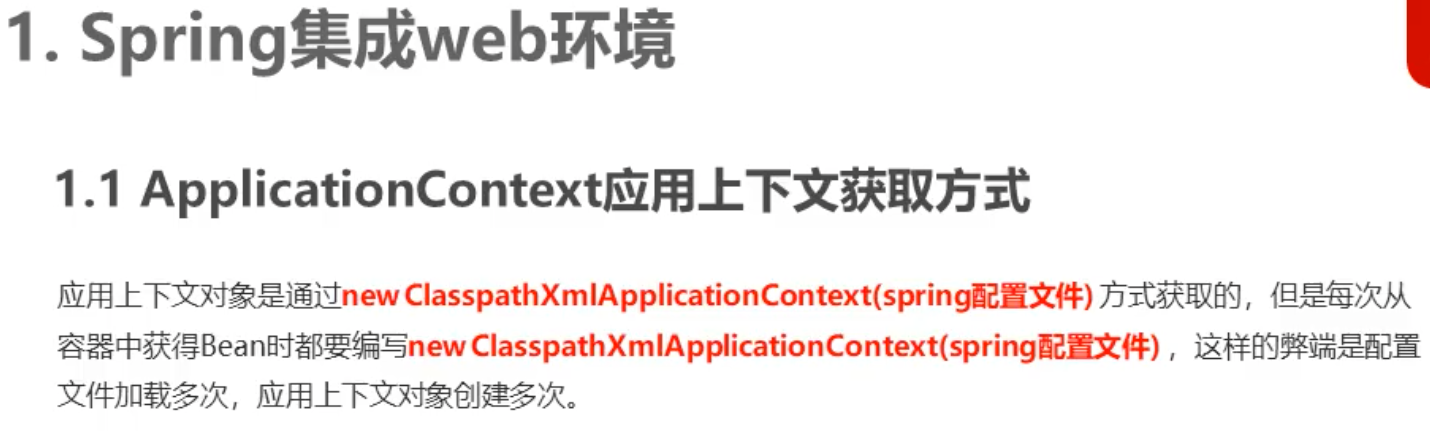 1. Spring集成web环境
1.1 ApplicationContext应用上下文获取方式
应用上下文对象是通过new ClasspathXmlApplicationContext(spring配置文件) 方式获取的，但是每次从
容器中获得Bean时都要编写new ClasspathXmlApplicationContext(spring配置文件) ，这样的弊端是配置
文件加载多次，应用上下文对象创建多次。